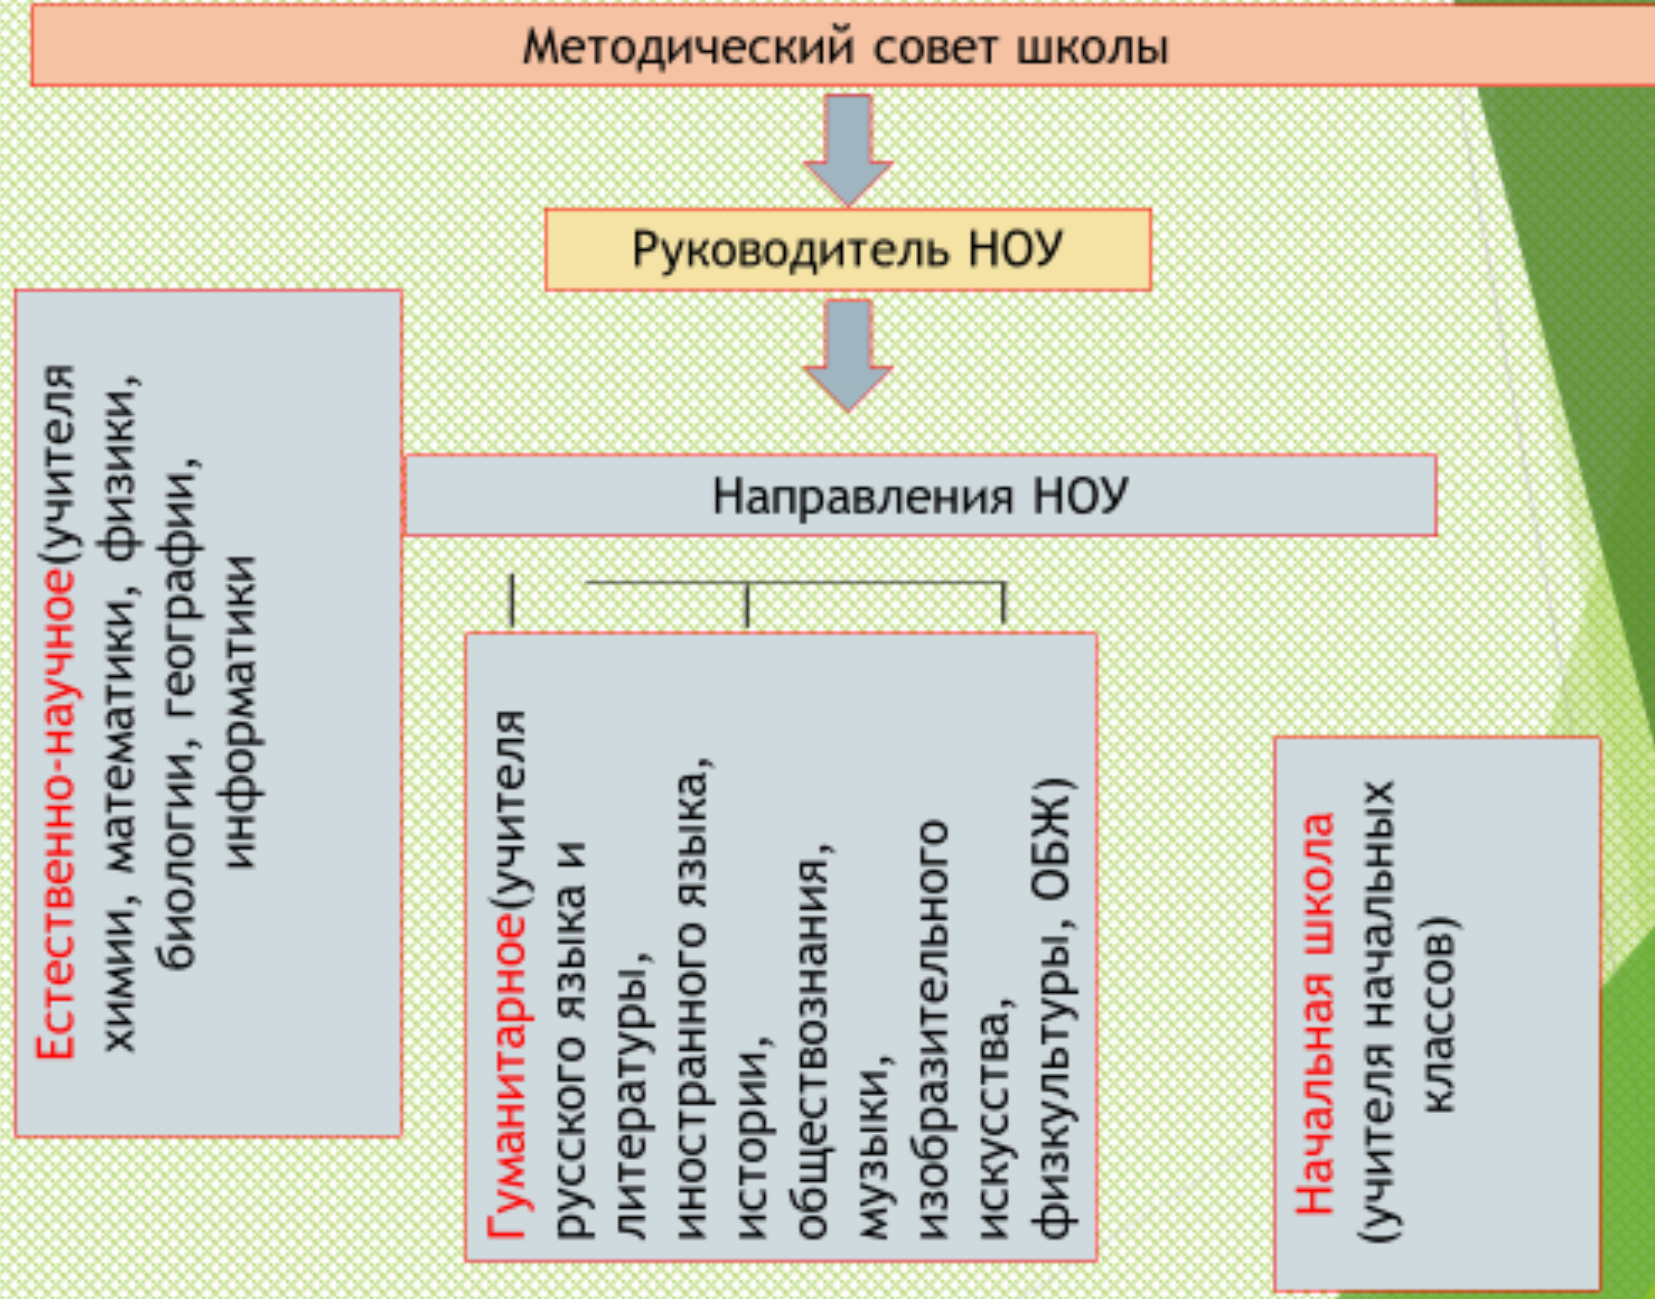 Методический совет школы
Руководитель НОУ
Направления НОУ
Естественно-научное(учителя
химии, математики, физики,
биологии, географии,
информатики
Гуманитарное(учителя
русского языка и
литературы,
иностранного языка,
истории,
обществознания,
музыки,
изобразительного
искусства,
физкультуры, ОБЖ)
Начальная школа
(учителя начальных
классов)